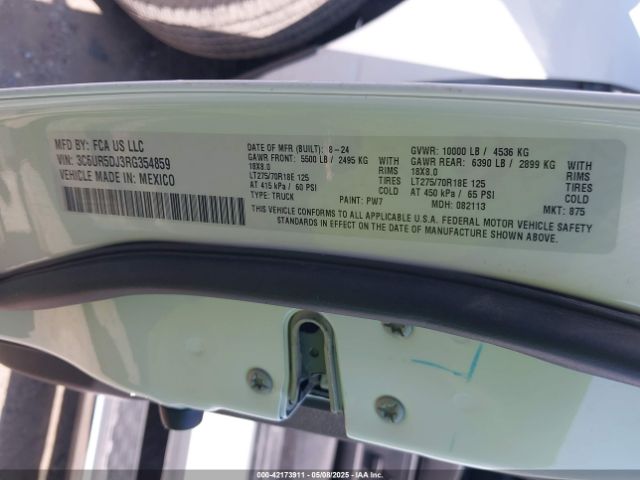 MFD BY: FCA US LLC
VIN: 3C6UR5DJ3RG354859
VEHICLE MADE IN: MEXICO
DATE OF MFR (BUILT): 8-24
GAWR FRONT: 5500 LB / 2495 KG WITH
18X8.0 RIMS
LT275/70R18E 125 TIRES
AT 415 kPa / 60 PSI COLD
TYPE: TRUCK PAINT: PW7
GVWR: 10000 LB / 4536 KG
GAWR REAR: 6390 LB / 2899 KG WITH
18X8.0 RIMS
LT275/70R18E 125 TIRES
AT 450 kPa / 65 PSI COLD
MDH: 082113 MKT: 875
THIS VEHICLE CONFORMS TO ALL APPLICABLE U.S.A. FEDERAL MOTOR VEHICLE SAFETY
STANDARDS IN EFFECT ON THE DATE OF MANUFACTURE SHOWN ABOVE.
000-42173911 - 05/08/2025 - IAAI, Inc.